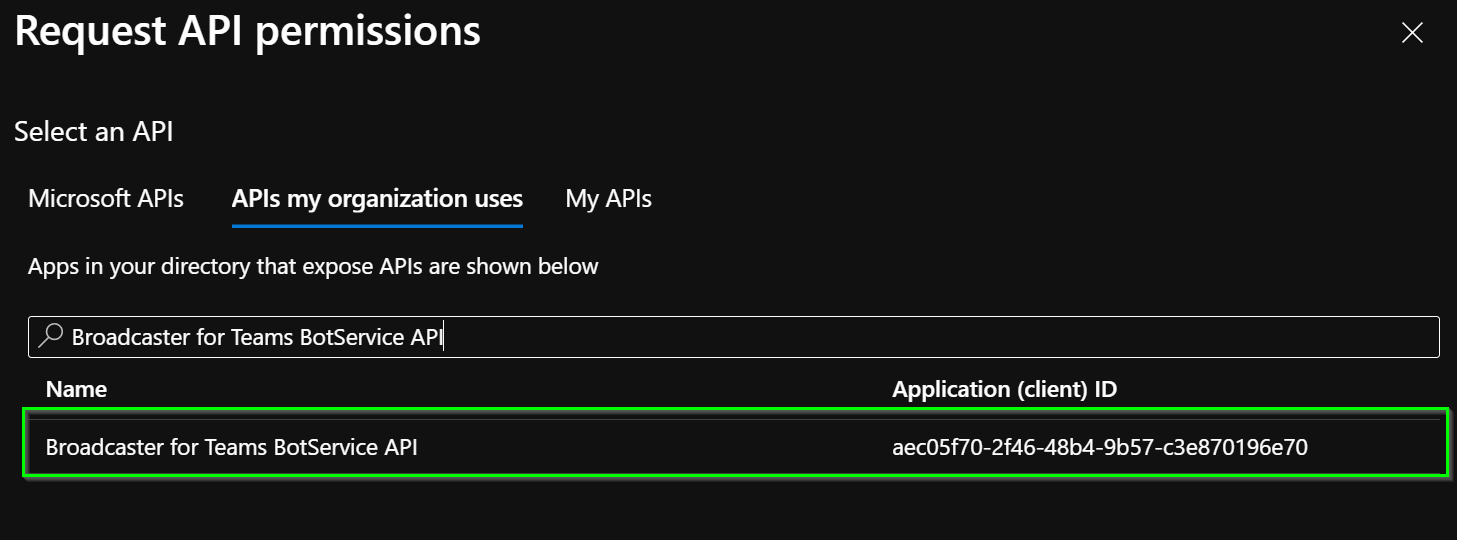 Request API permissions
Select an API
Microsoft APIs APIs my organization uses My APIs
Apps in your directory that expose APIs are shown below
Broadcaster for Teams BotService API
Name Application (client) ID
Broadcaster for Teams BotService API aec05f70-2f46-48b4-9b57-c3e870196e70